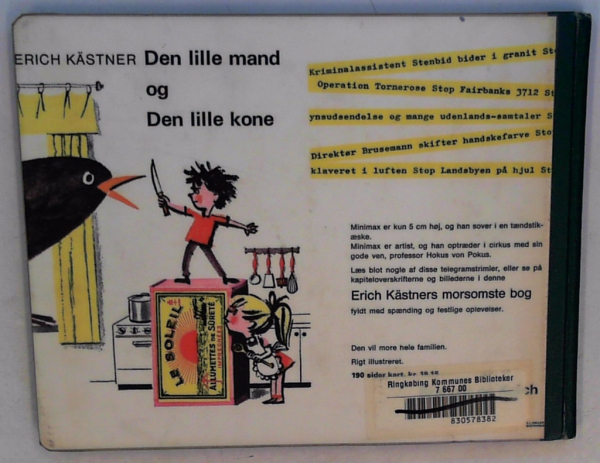 ERICH KÄSTNER Den lille mand
og
Den lille kone
Kriminalassistent Stenbid bider i granit
Operation Tornerose Stop Fairbanks 3712
ynsudsendelse og mange udenlands-samtaler
Direktør Brusemann skifter handskefarve
klaveret i luften Stop Landsbyen på hjul
Minimax er kun 5 cm høj, og han sover i en tændstik-
æske.
Minimax er artist, og han optræder i cirkus med sin
gode ven, professor Hokus von Pokus.
Læs blot nogle af disse telegramstrimler, eller se på
kapiteloverskrifterne og billederne i denne
Erich Kästners morsomste bog
fyldt med spænding og festlige oplevelser.
Den vil more hele familien.
Rigt illustreret.
190 sider kart. kr.
Ringkøbing Kommunes Biblioteker
7 667 00
830578382
LE SOLEIL
ALLUMETTES DE SÛRETÉ